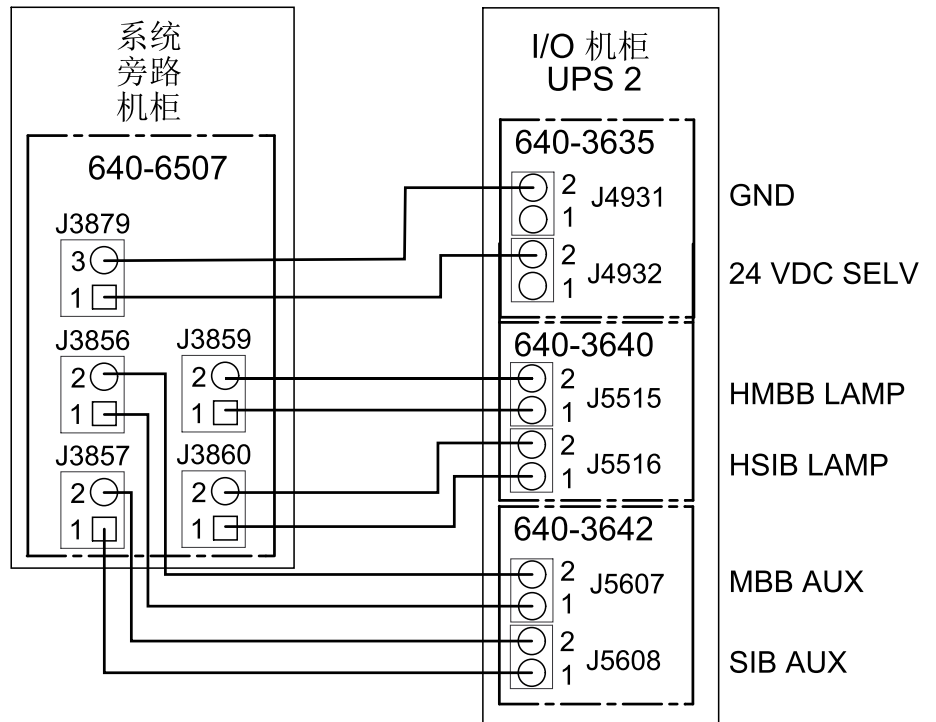 系统
旁路
机柜
640-6507
J3879
3
1
J3856
2
1
J3859
2
1
J3857
2
1
J3860
2
1
I/O 机柜
UPS 2
640-3635
2
1
J4931
GND
2
1
J4932
24 VDC SELV
640-3640
2
1
J5515
HMBB LAMP
2
1
J5516
HSIB LAMP
640-3642
2
1
J5607
MBB AUX
2
1
J5608
SIB AUX